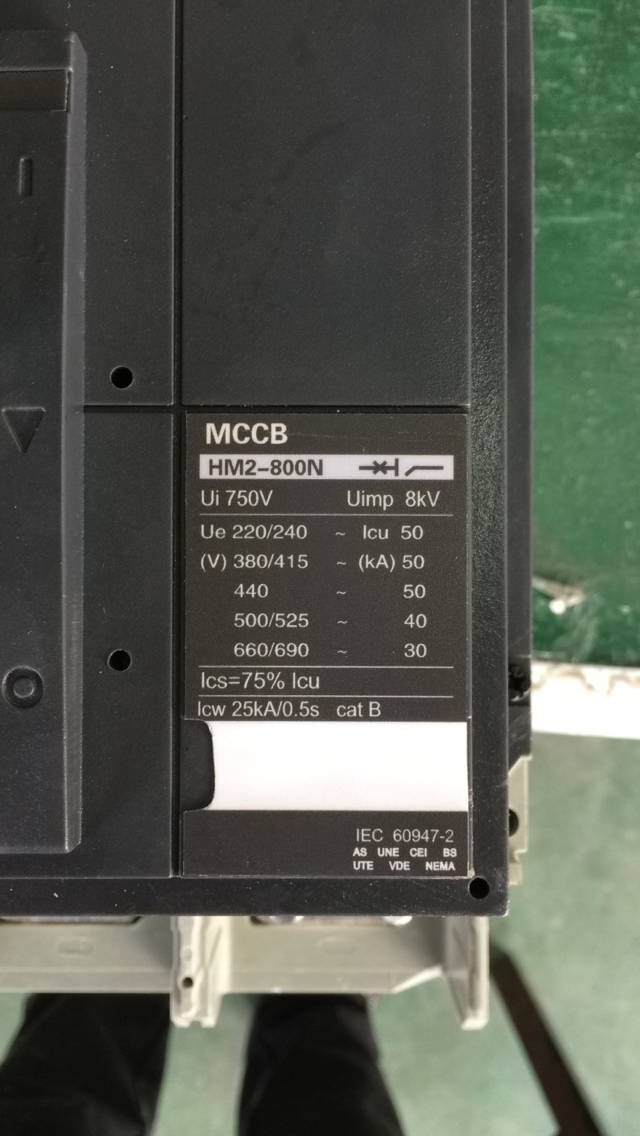 MCCB
HM2-800N
Ui 750V Uimp 8kV
Ue 220/240 ~ Icu 50
(V) 380/415 ~ (kA) 50
440 ~ 50
500/525 ~ 40
660/690 ~ 30
Ics=75% Icu
Icw 25kA/0.5s cat B
IEC 60947-2
AS UNE CEI BS
UTE VDE NEMA